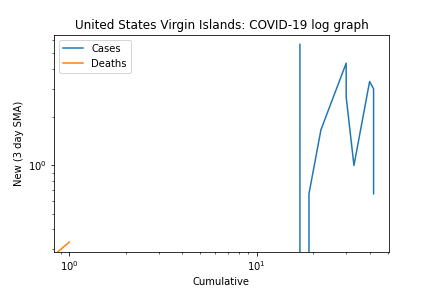 United States Virgin Islands: COVID-19 log graph
Cases
Deaths
New (3 day SMA)
10⁰
10⁰
10¹
Cumulative